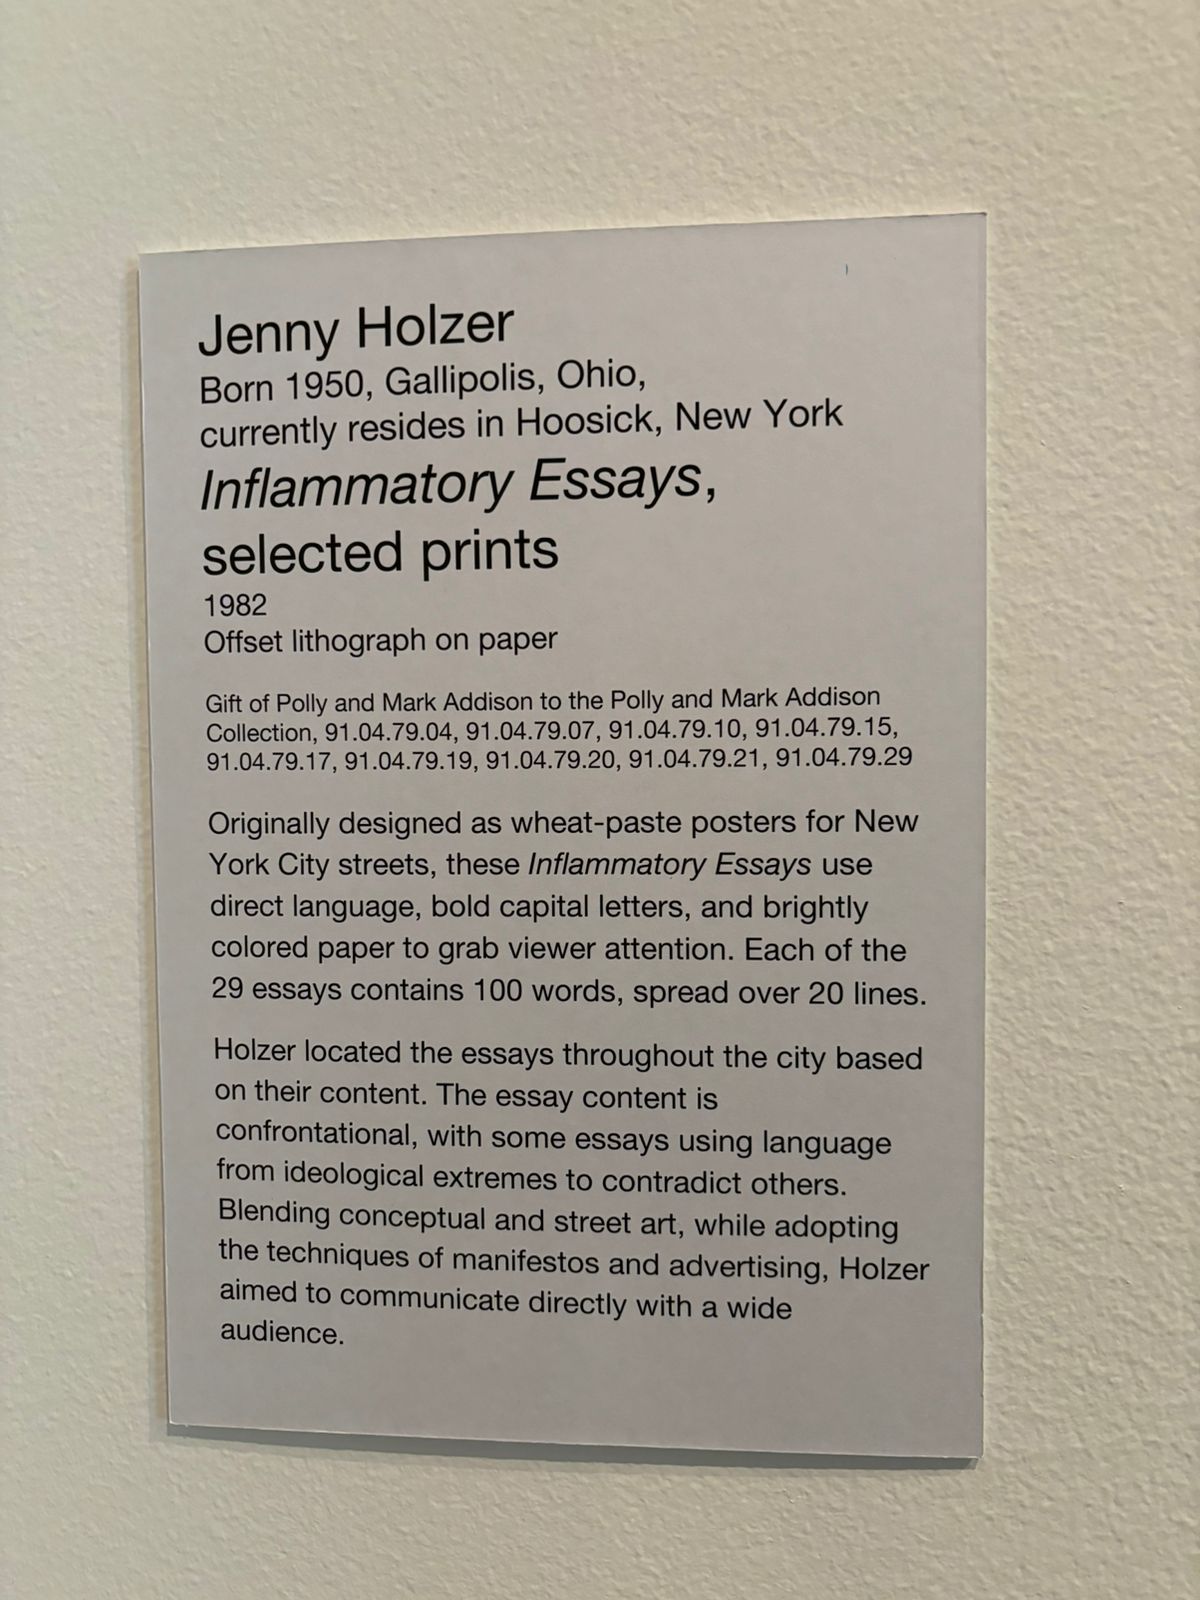 Jenny Holzer
Born 1950, Gallipolis, Ohio,
currently resides in Hoosick, New York
Inflammatory Essays,
selected prints
1982
Offset lithograph on paper
Gift of Polly and Mark Addison to the Polly and Mark Addison
Collection, 91.04.79.04, 91.04.79.07, 91.04.79.10, 91.04.79.15,
91.04.79.17, 91.04.79.19, 91.04.79.20, 91.04.79.21, 91.04.79.29
Originally designed as wheat-paste posters for New
York City streets, these Inflammatory Essays use
direct language, bold capital letters, and brightly
colored paper to grab viewer attention. Each of the
29 essays contains 100 words, spread over 20 lines.
Holzer located the essays throughout the city based
on their content. The essay content is
confrontational, with some essays using language
from ideological extremes to contradict others.
Blending conceptual and street art, while adopting
the techniques of manifestos and advertising, Holzer
aimed to communicate directly with a wide
audience.